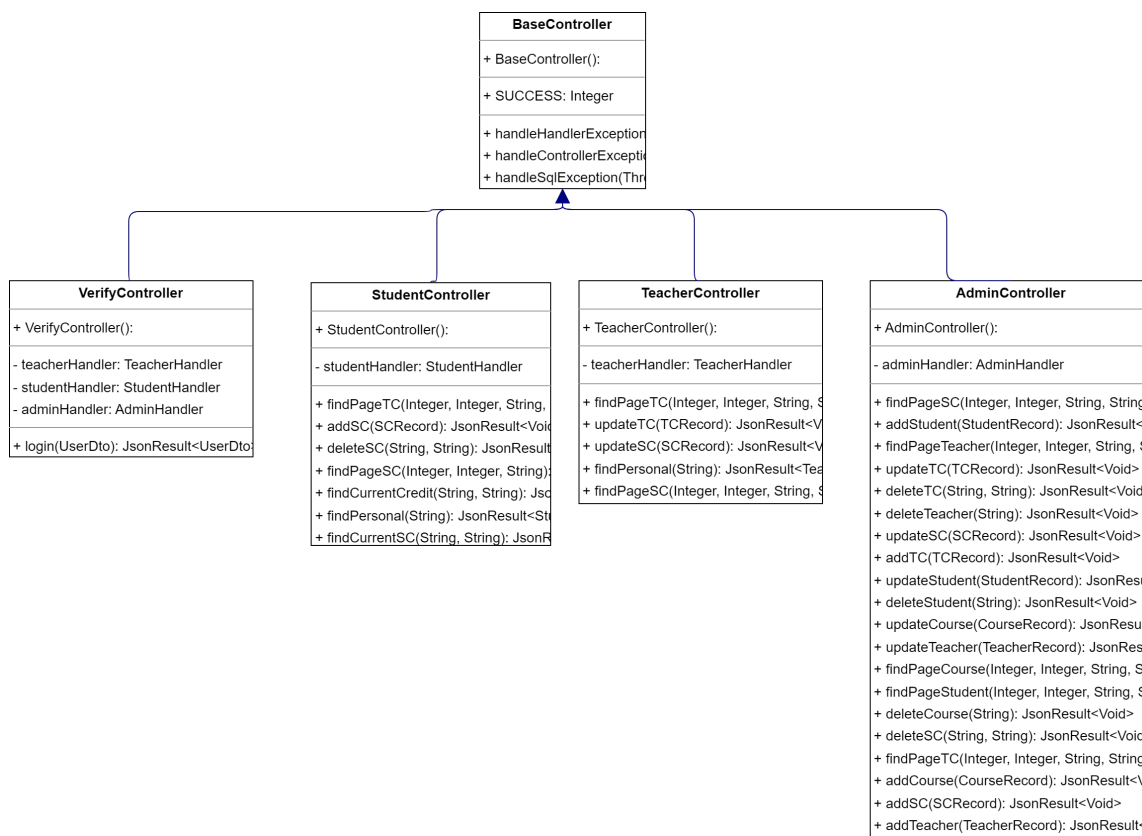 BaseController
+ BaseController():
+ SUCCESS: Integer
+ handleHandlerException
+ handleControllerExcepti
+ handleSqlException(Thr
VerifyController
+ VerifyController():
- teacherHandler: TeacherHandler
- studentHandler: StudentHandler
- adminHandler: AdminHandler
+ login(UserDto): JsonResult<UserDto>
StudentController
+ StudentController():
- studentHandler: StudentHandler
+ findPageTC(Integer, Integer, String,
+ addSC(SCRecord): JsonResult<Void
+ deleteSC(String, String): JsonResult
+ findPageSC(Integer, Integer, String):
+ findCurrentCredit(String, String): Jso
+ findPersonal(String): JsonResult<Stu
+ findCurrentSC(String, String): JsonR
TeacherController
+ TeacherController():
- teacherHandler: TeacherHandler
+ findPageTC(Integer, Integer, String, S
+ updateTC(TCRecord): JsonResult<V
+ updateSC(SCRecord): JsonResult<V
+ findPersonal(String): JsonResult<Tea
+ findPageSC(Integer, Integer, String, S
AdminController
+ AdminController():
- adminHandler: AdminHandler
+ findPageSC(Integer, Integer, String, String
+ addStudent(StudentRecord): JsonResult<
+ findPageTeacher(Integer, Integer, String, S
+ updateTC(TCRecord): JsonResult<Void>
+ deleteTC(String, String): JsonResult<Void
+ deleteTeacher(String): JsonResult<Void>
+ updateSC(SCRecord): JsonResult<Void>
+ addTC(TCRecord): JsonResult<Void>
+ updateStudent(StudentRecord): JsonResu
+ deleteStudent(String): JsonResult<Void>
+ updateCourse(CourseRecord): JsonResu
+ updateTeacher(TeacherRecord): JsonRes
+ findPageCourse(Integer, Integer, String, S
+ findPageStudent(Integer, Integer, String, S
+ deleteCourse(String): JsonResult<Void>
+ deleteSC(String, String): JsonResult<Void
+ findPageTC(Integer, Integer, String, String
+ addCourse(CourseRecord): JsonResult<V
+ addSC(SCRecord): JsonResult<Void>
+ addTeacher(TeacherRecord): JsonResult<